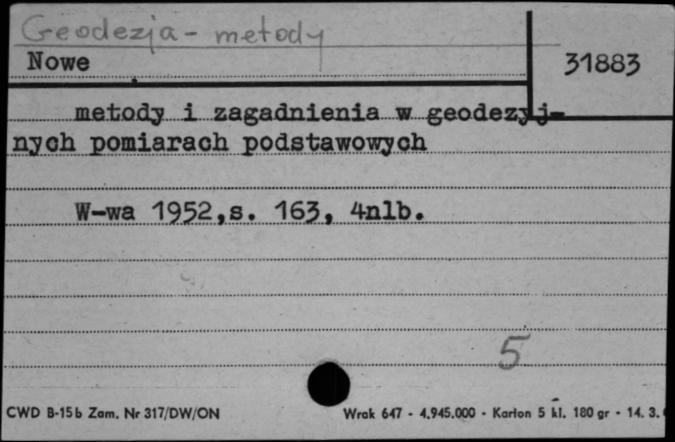 Geodezja - metody
Nowe
31883
metody i zagadnienia w geodezyj-
nych pomiarach podstawowych
W-wa 1952, s. 163, 4nlb.
5
CWD B-15b Zam. Nr 317/DW/ON
Wrak 647 - 4.945.000 - Karton 5 kl. 180 gr - 14. 3.